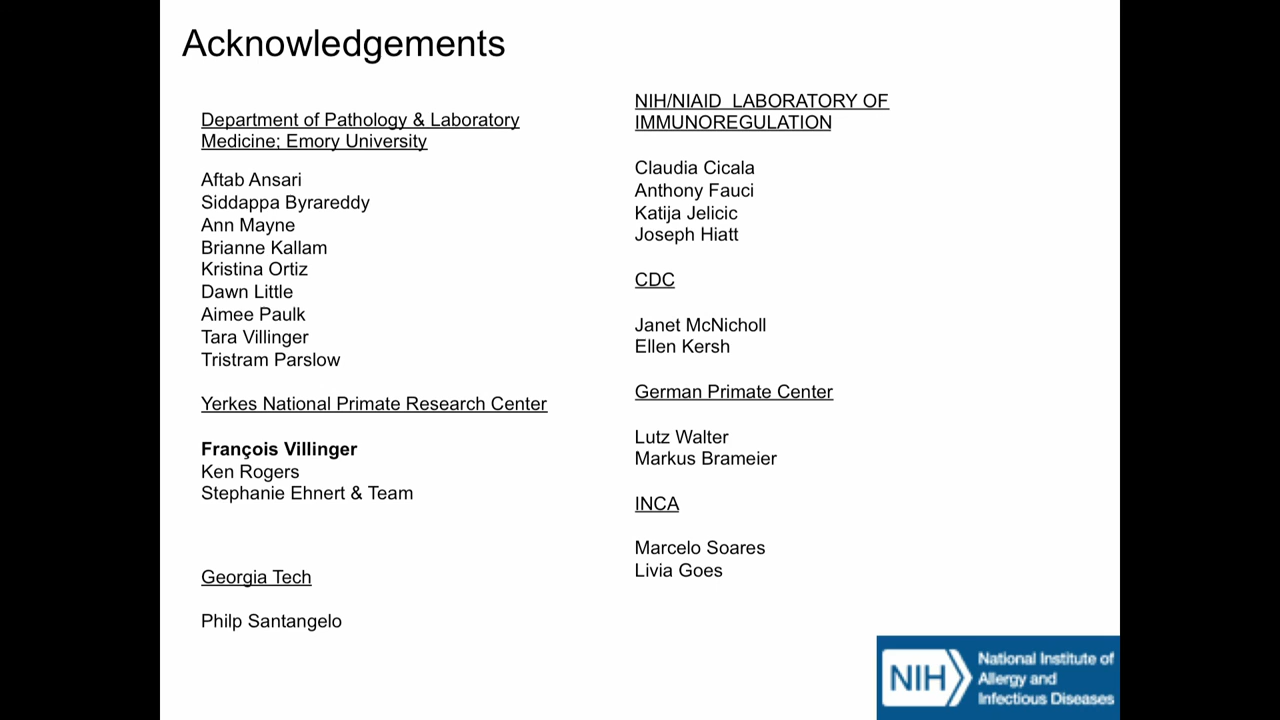 Acknowledgements
Department of Pathology & Laboratory
Medicine; Emory University
Aftab Ansari
Siddappa Byrareddy
Ann Mayne
Brianne Kallam
Kristina Ortiz
Dawn Little
Aimee Paulk
Tara Villinger
Tristram Parslow
Yerkes National Primate Research Center
François Villinger
Ken Rogers
Stephanie Ehnert & Team
Georgia Tech
Philp Santangelo
NIH/NIAID LABORATORY OF
IMMUNOREGULATION
Claudia Cicala
Anthony Fauci
Katija Jelicic
Joseph Hiatt
CDC
Janet McNicholl
Ellen Kersh
German Primate Center
Lutz Walter
Markus Brameier
INCA
Marcelo Soares
Livia Goes
NIH
National Institute of
Allergy and
Infectious Diseases